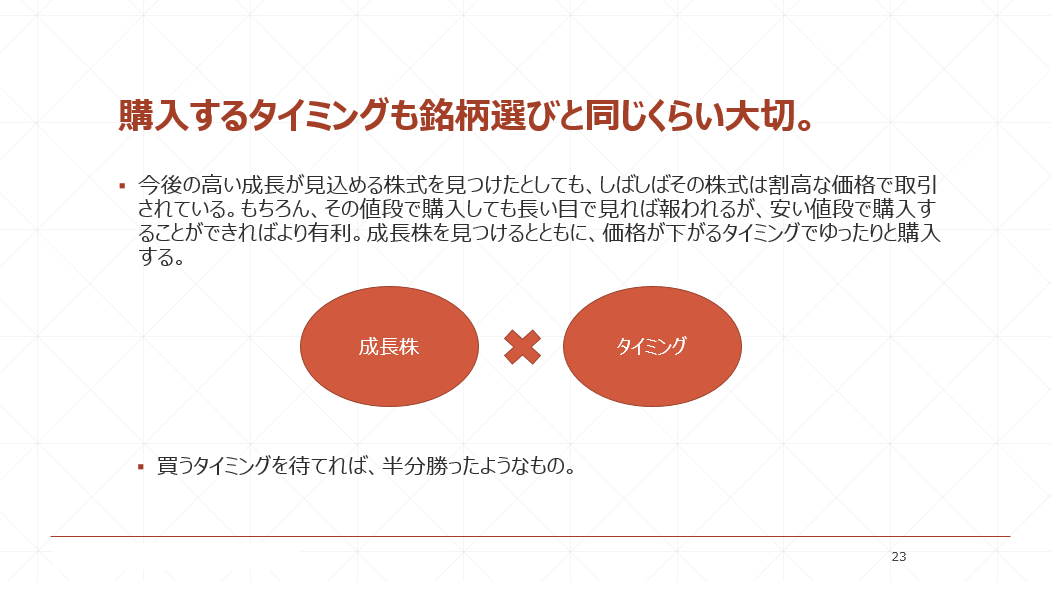 購入するタイミングも銘柄選びと同じくらい大切。
▪ 今後の高い成長が見込める株式を見つけたとしても、しばしばその株式は割高な価格で取引
されている。もちろん、その値段で購入しても長い目で見れば報われるが、安い値段で購入す
ることができればより有利。成長株を見つけるとともに、価格が下がるタイミングでゆったりと購入
する。
成長株
タイミング
▪ 買うタイミングを待てれば、半分勝ったようなもの。
23